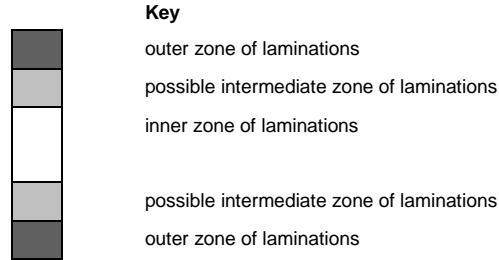 Key
outer zone of laminations
possible intermediate zone of laminations
inner zone of laminations
possible intermediate zone of laminations
outer zone of laminations